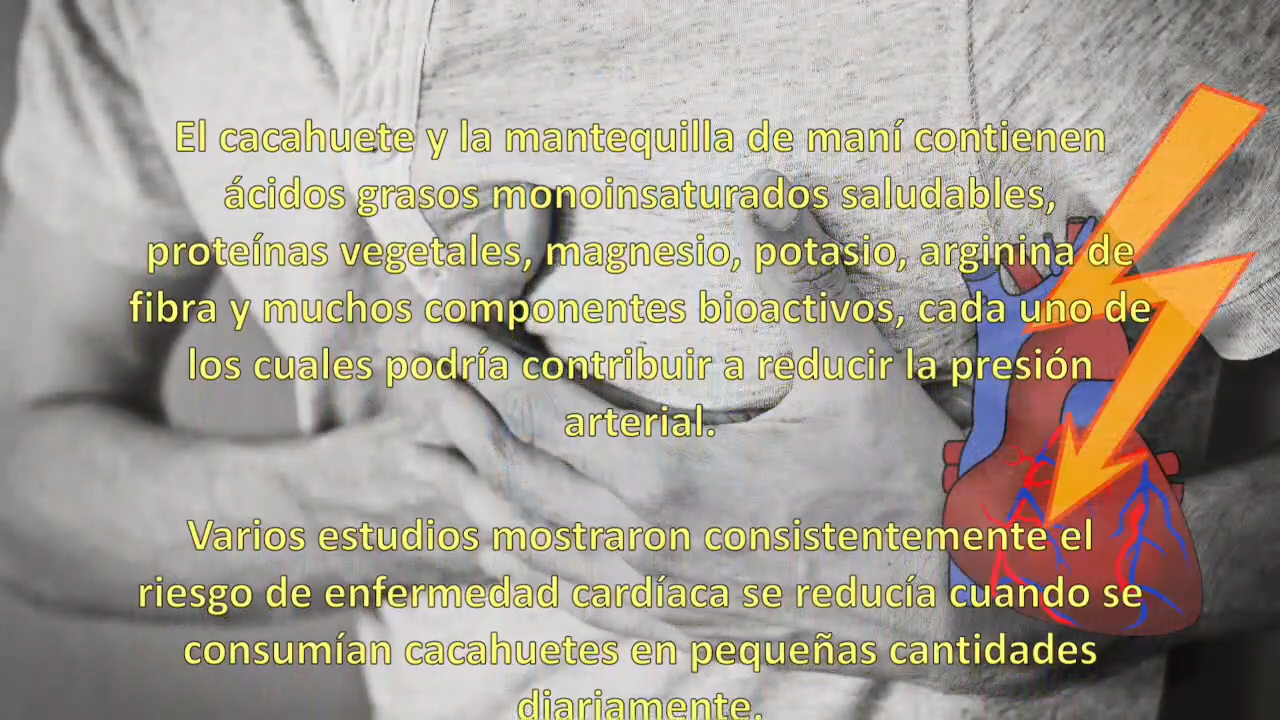 El cacahuete y la mantequilla de maní contienen
ácidos grasos monoinsaturados saludables,
proteínas vegetales, magnesio, potasio, arginina de
fibra y muchos componentes bioactivos, cada uno de
los cuales podría contribuir a reducir la presión
arterial.
Varios estudios mostraron consistentemente el
riesgo de enfermedad cardíaca se reducía cuando se
consumían cacahuetes en pequeñas cantidades
diariamente.